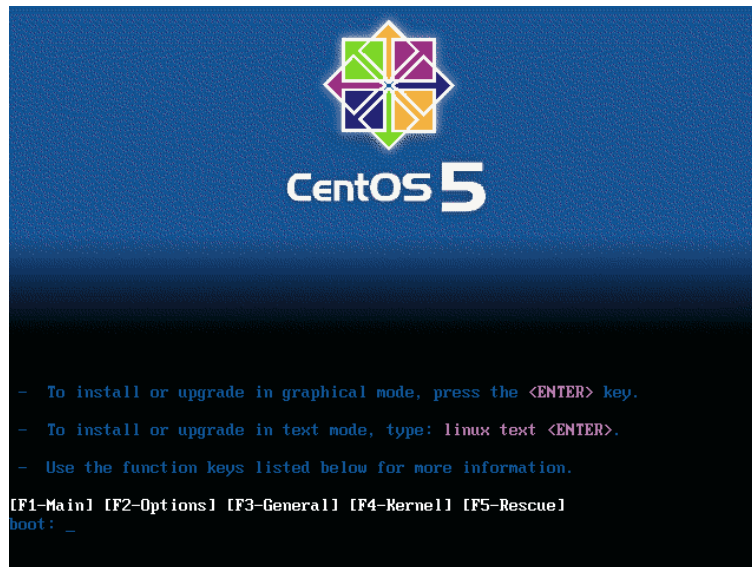 CentOS 5
- To install or upgrade in graphical mode, press the <ENTER> key.
- To install or upgrade in text mode, type: linux text <ENTER>.
- Use the function keys listed below for more information.
[F1-Main] [F2-Options] [F3-General] [F4-Kernel] [F5-Rescue]
boot: _